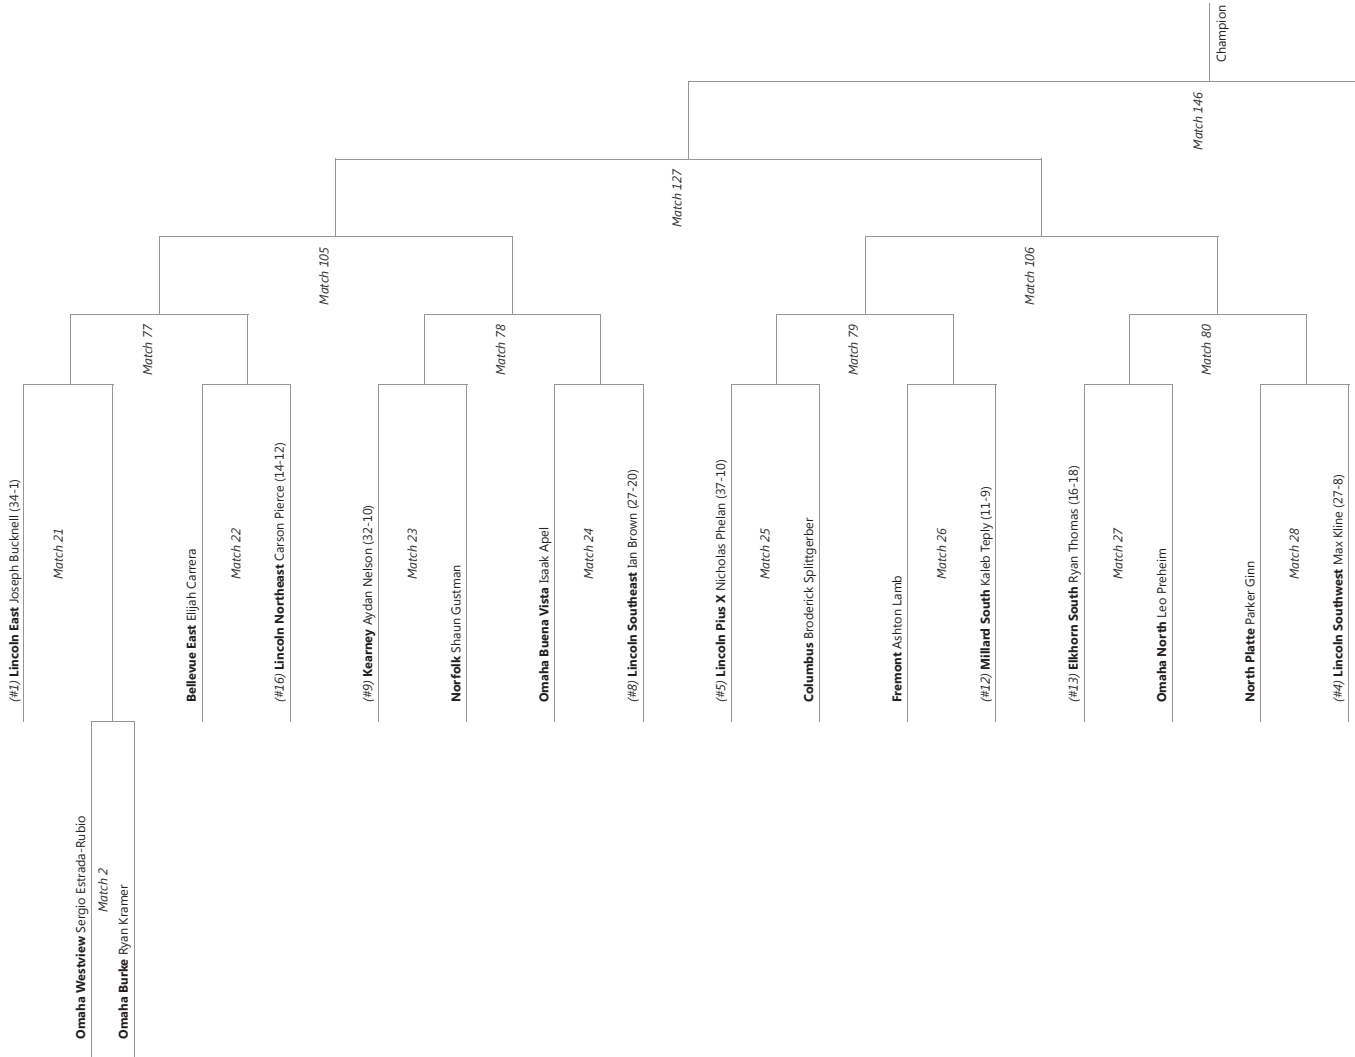 (#1) Lincoln East Joseph Bucknell (34-1)
Match 21
Omaha Westview Sergio Estrada-Rubio
Match 2
Omaha Burke Ryan Kramer
Match 77
Bellevue East Elijah Carrera
Match 22
(#16) Lincoln Northeast Carson Pierce (14-12)
Match 105
(#9) Kearney Aydan Nelson (32-10)
Match 23
Norfolk Shaun Gustman
Match 78
Omaha Buena Vista Isaak Apel
Match 24
(#8) Lincoln Southeast Ian Brown (27-20)
Match 127
(#5) Lincoln Pius X Nicholas Phelan (37-10)
Match 25
Columbus Broderick Splittgerber
Match 79
Fremont Ashton Lamb
Match 26
(#12) Millard South Kaleb Teply (11-9)
Match 106
(#13) Elkhorn South Ryan Thomas (16-18)
Match 27
Omaha North Leo Preheim
Match 80
North Platte Parker Ginn
Match 28
(#4) Lincoln Southwest Max Kline (27-8)
Match 146
Champion